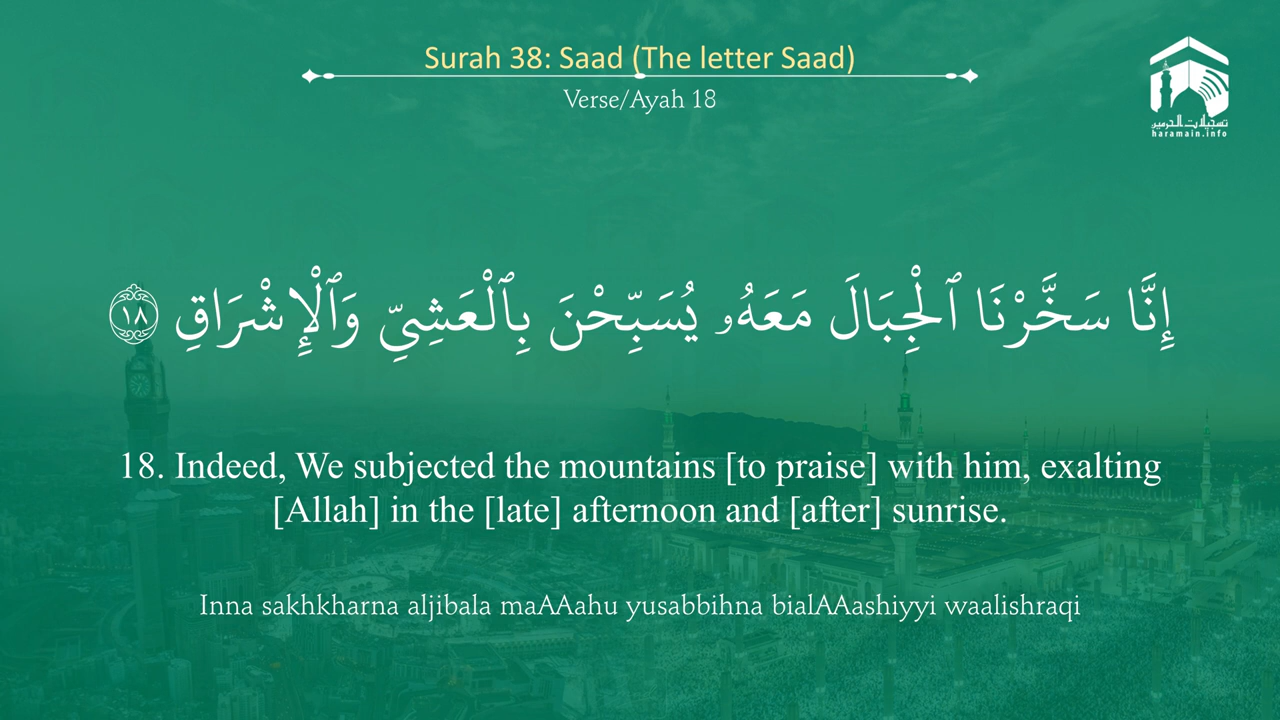 Surah 38: Saad (The letter Saad)
Verse/Ayah 18
تسجيلات الحرمين
haramain.info
إِنَّا سَخَّرْنَا ٱلْجِبَالَ مَعَهُۥ يُسَبِّحْنَ بِٱلْعَشِىِّ وَٱلْإِشْرَاقِ ١٨
18. Indeed, We subjected the mountains [to praise] with him, exalting
[Allah] in the [late] afternoon and [after] sunrise.
Inna sakhkharna aljibala maAAahu yusabbihna bialAAashiyyi waalishraqi